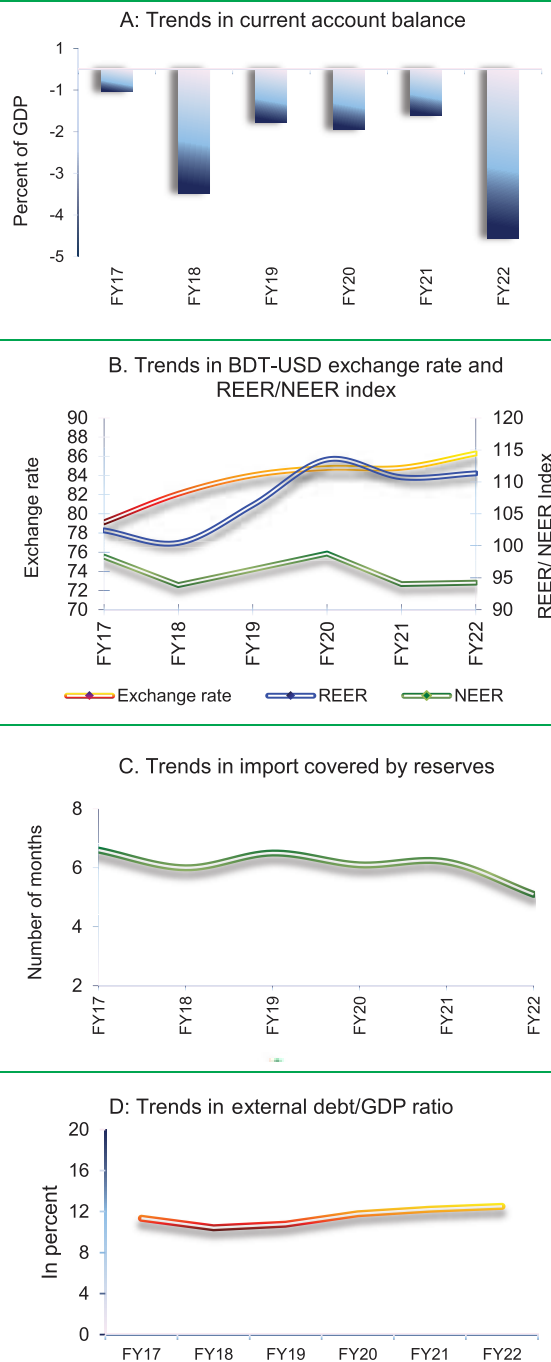 A: Trends in current account balance
1
-1
-2
-3
-4
-5
Percent of GDP
FY17
FY18
FY19
FY20
FY21
FY22
B. Trends in BDT-USD exchange rate and
REER/NEER index
90
88
86
84
82
80
78
76
74
72
70
Exchange rate
120
115
110
105
100
95
90
REER/ NEER Index
FY17
FY18
FY19
FY20
FY21
FY22
Exchange rate
REER
NEER
C. Trends in import covered by reserves
8
6
4
2
Number of months
FY17
FY18
FY19
FY20
FY21
FY22
D: Trends in external debt/GDP ratio
20
16
12
8
4
0
In percent
FY17
FY18
FY19
FY20
FY21
FY22